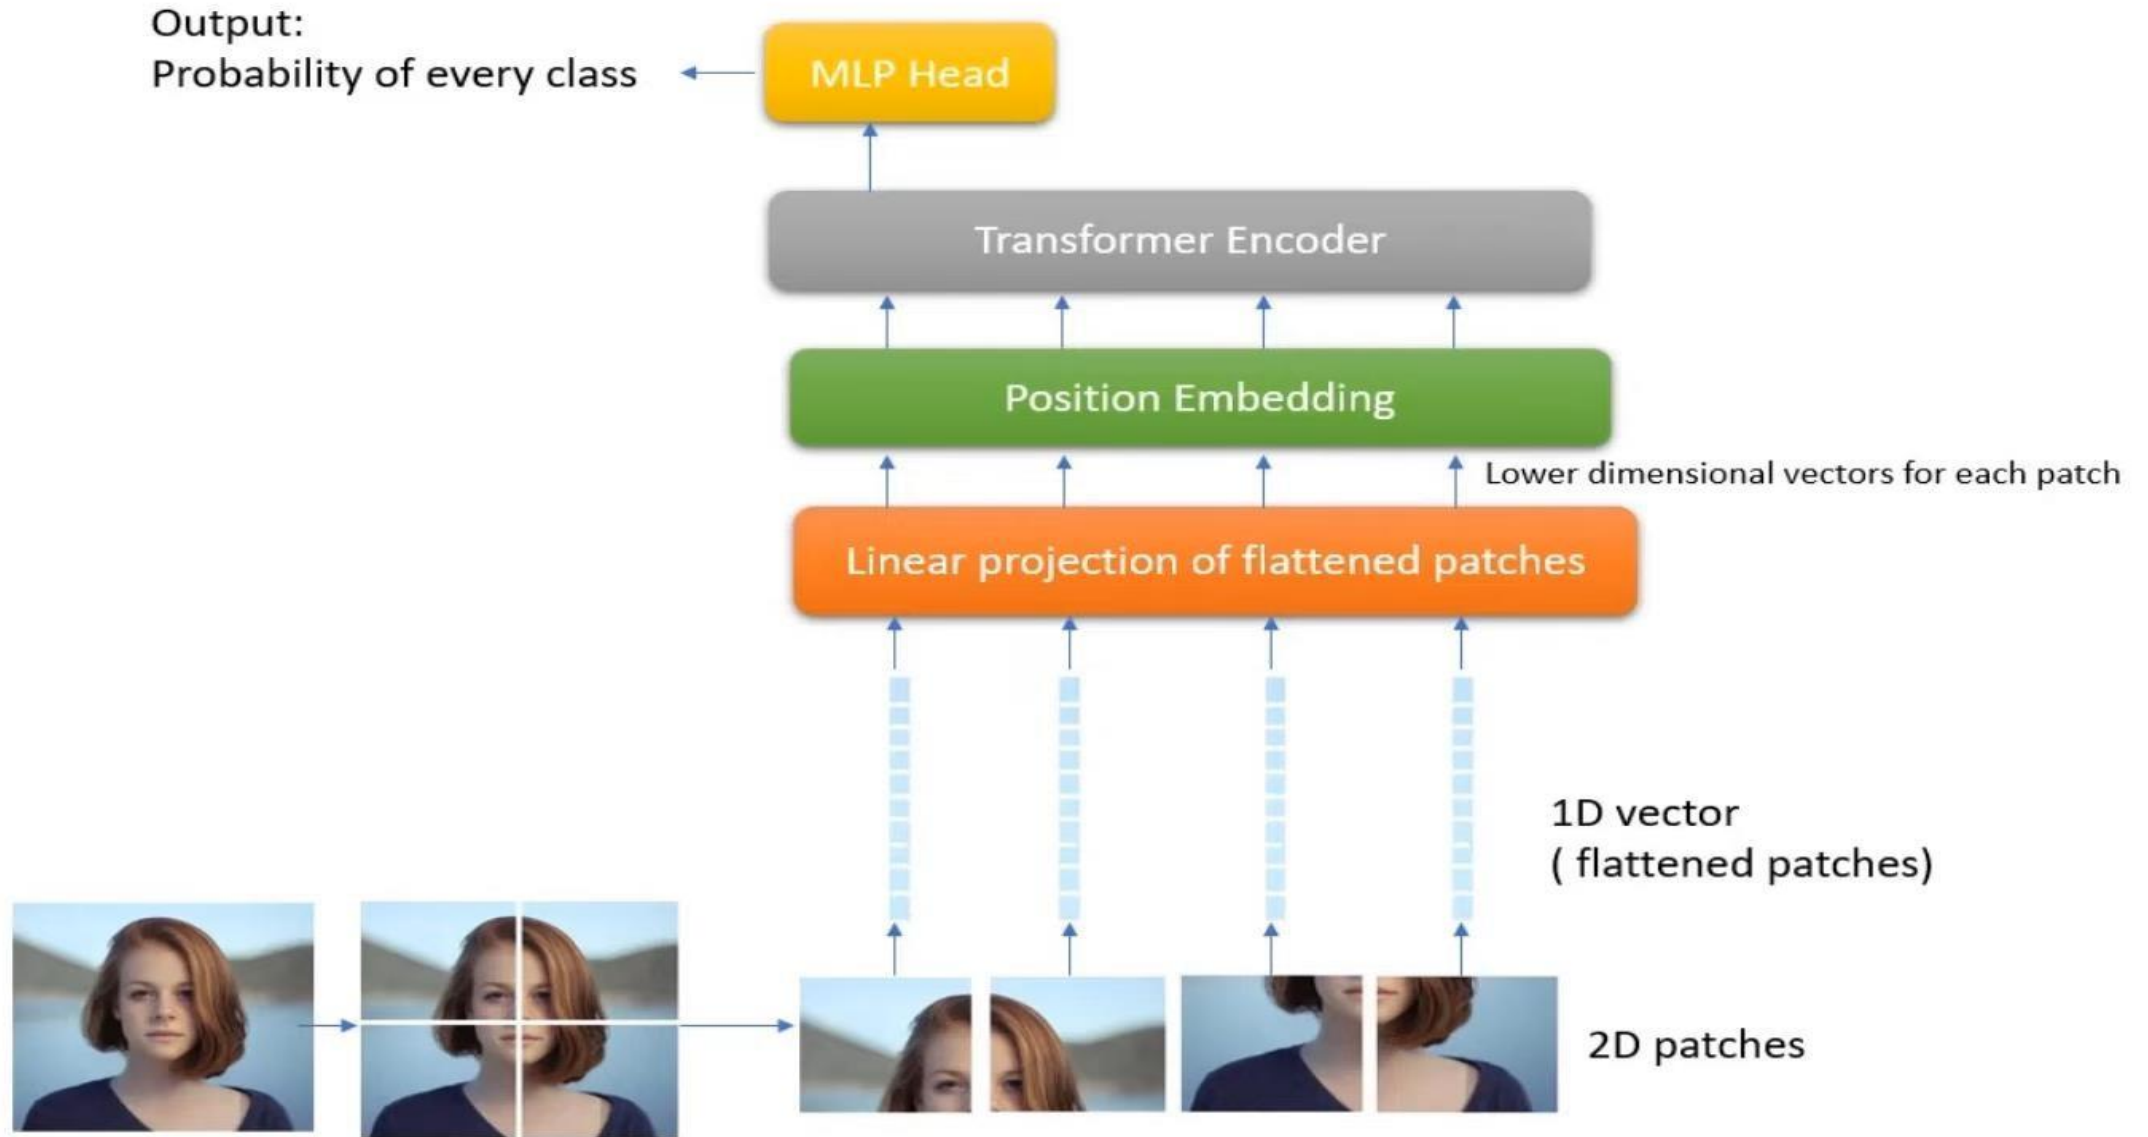 Output:
Probability of every class
MLP Head
Transformer Encoder
Position Embedding
Lower dimensional vectors for each patch
Linear projection of flattened patches
1D vector
( flattened patches)
2D patches